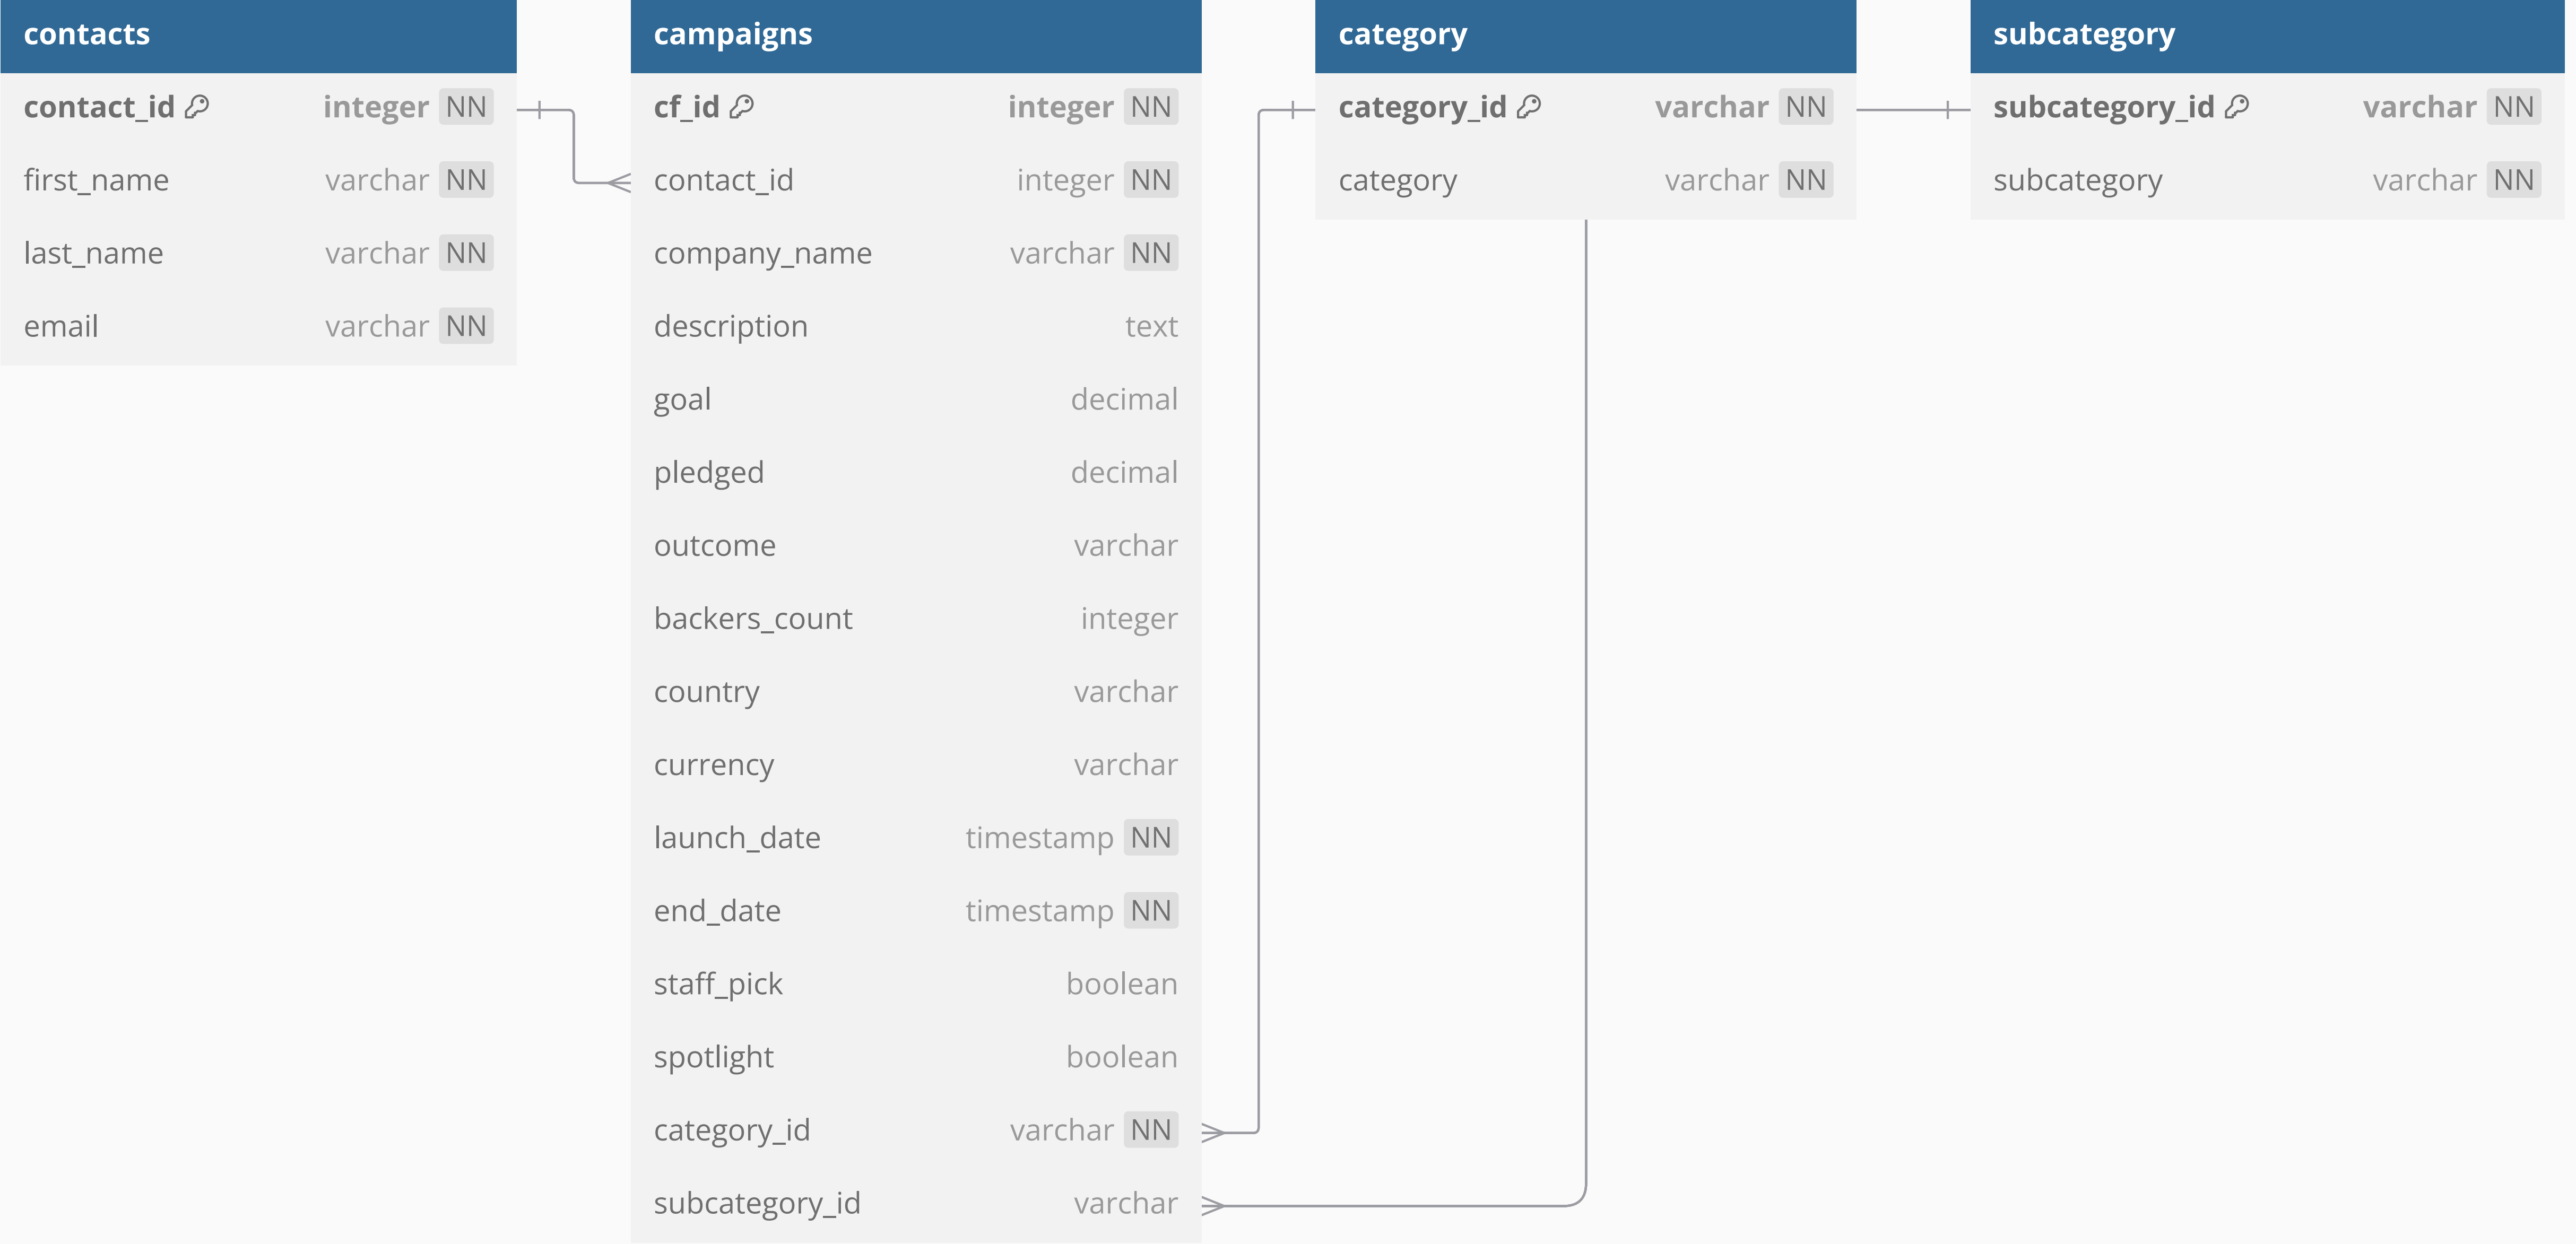 contacts
contact_id integer NN
first_name varchar NN
last_name varchar NN
email varchar NN
campaigns
cf_id integer NN
contact_id integer NN
company_name varchar NN
description text
goal decimal
pledged decimal
outcome varchar
backers_count integer
country varchar
currency varchar
launch_date timestamp NN
end_date timestamp NN
staff_pick boolean
spotlight boolean
category_id varchar NN
subcategory_id varchar
category
category_id varchar NN
category varchar NN
subcategory
subcategory_id varchar NN
subcategory varchar NN